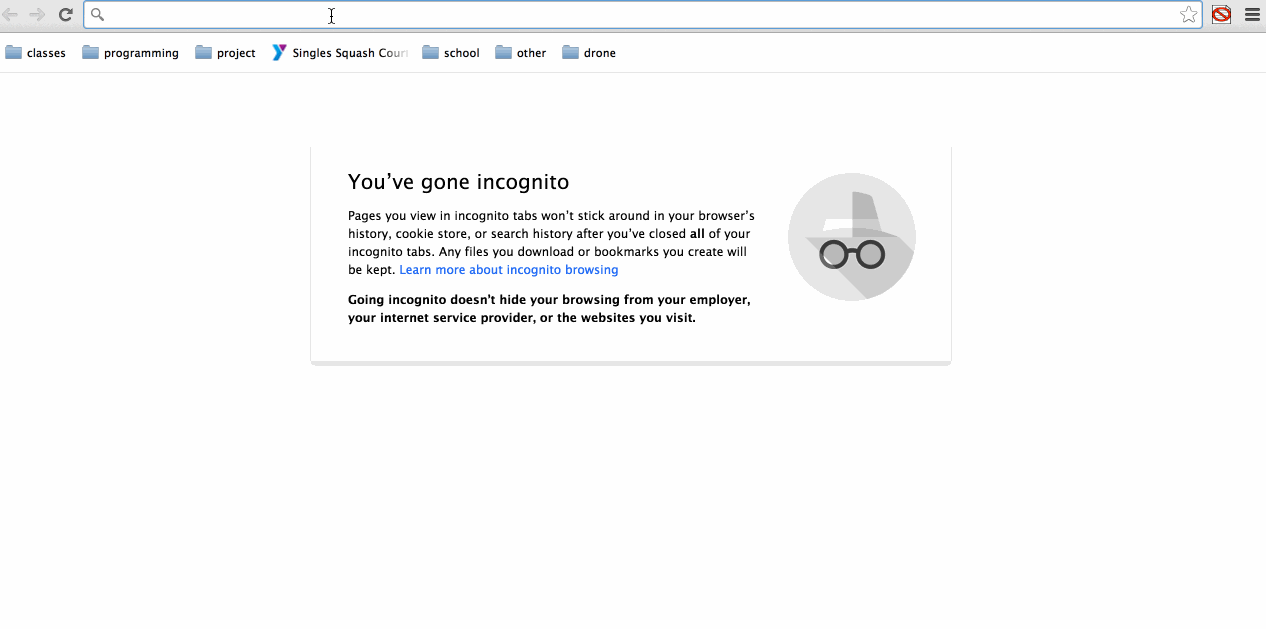 classes programming project Singles Squash Cour school other drone
You've gone incognito
Pages you view in incognito tabs won't stick around in your browser's
history, cookie store, or search history after you've closed all of your
incognito tabs. Any files you download or bookmarks you create will
be kept. Learn more about incognito browsing
Going incognito doesn't hide your browsing from your employer,
your internet service provider, or the websites you visit.